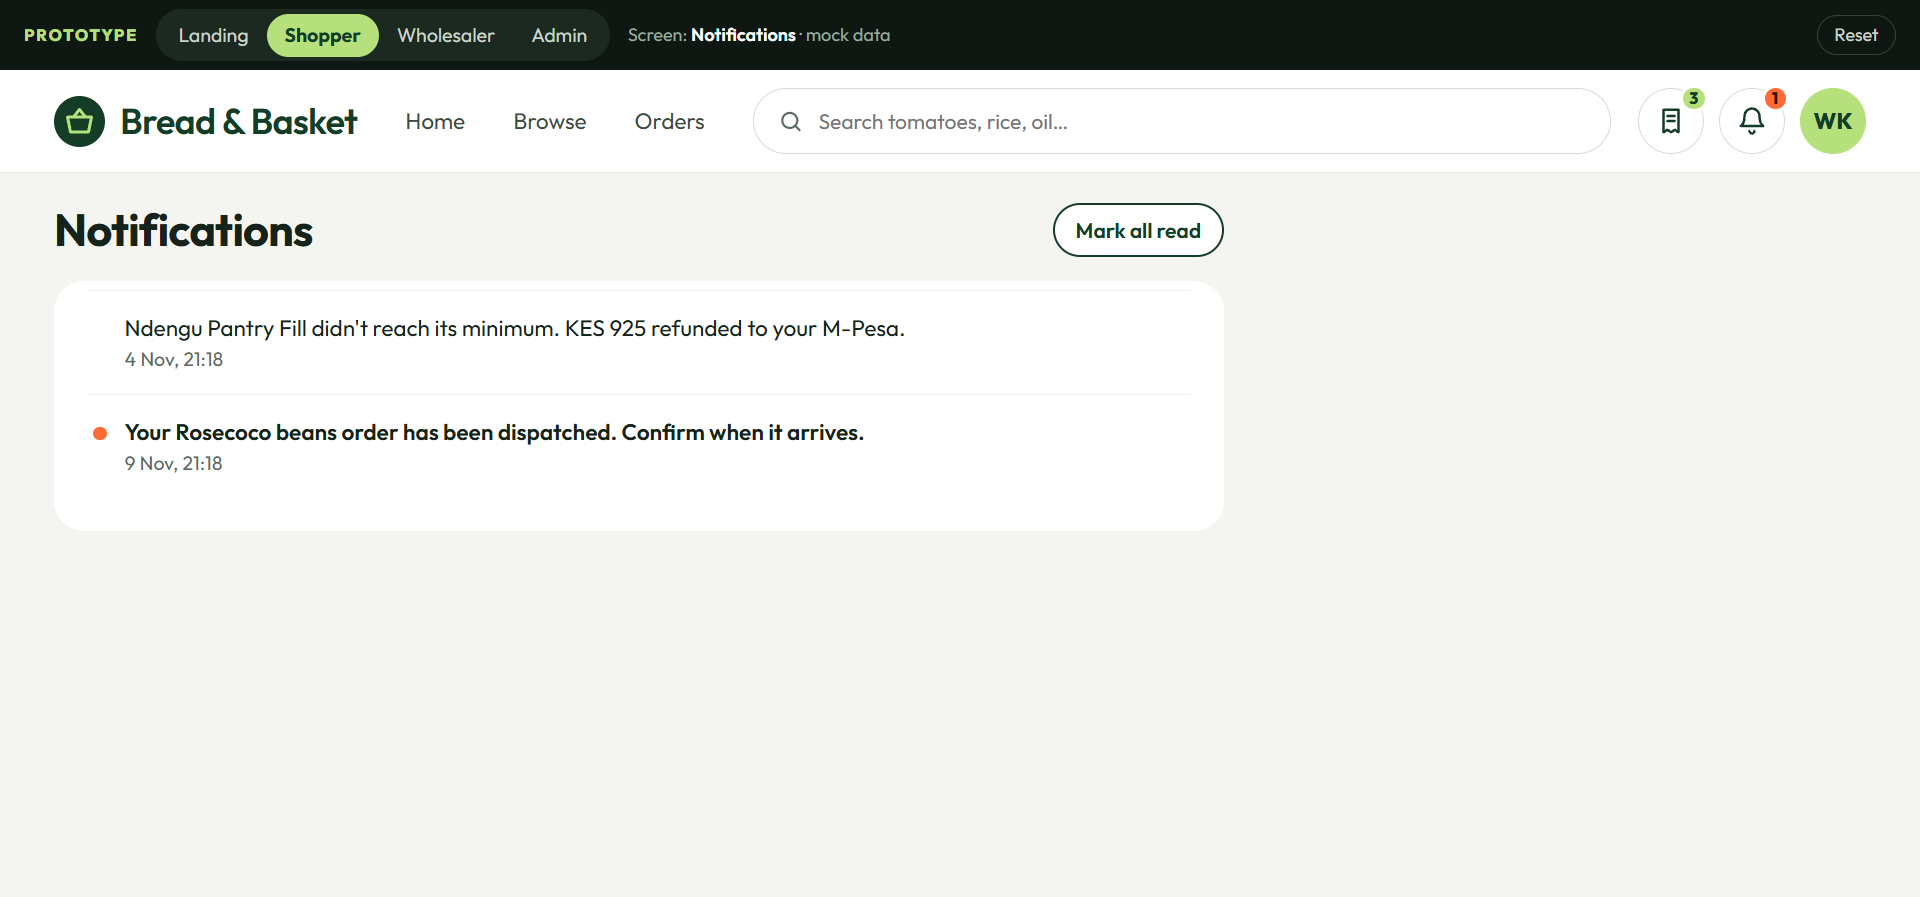 PROTOTYPE Landing Shopper Wholesaler Admin Screen: Notifications · mock data Reset
Bread & Basket Home Browse Orders Search tomatoes, rice, oil... 3 1 WK
Notifications Mark all read
Ndengu Pantry Fill didn't reach its minimum. KES 925 refunded to your M-Pesa.
4 Nov, 21:18
Your Rosecoco beans order has been dispatched. Confirm when it arrives.
9 Nov, 21:18